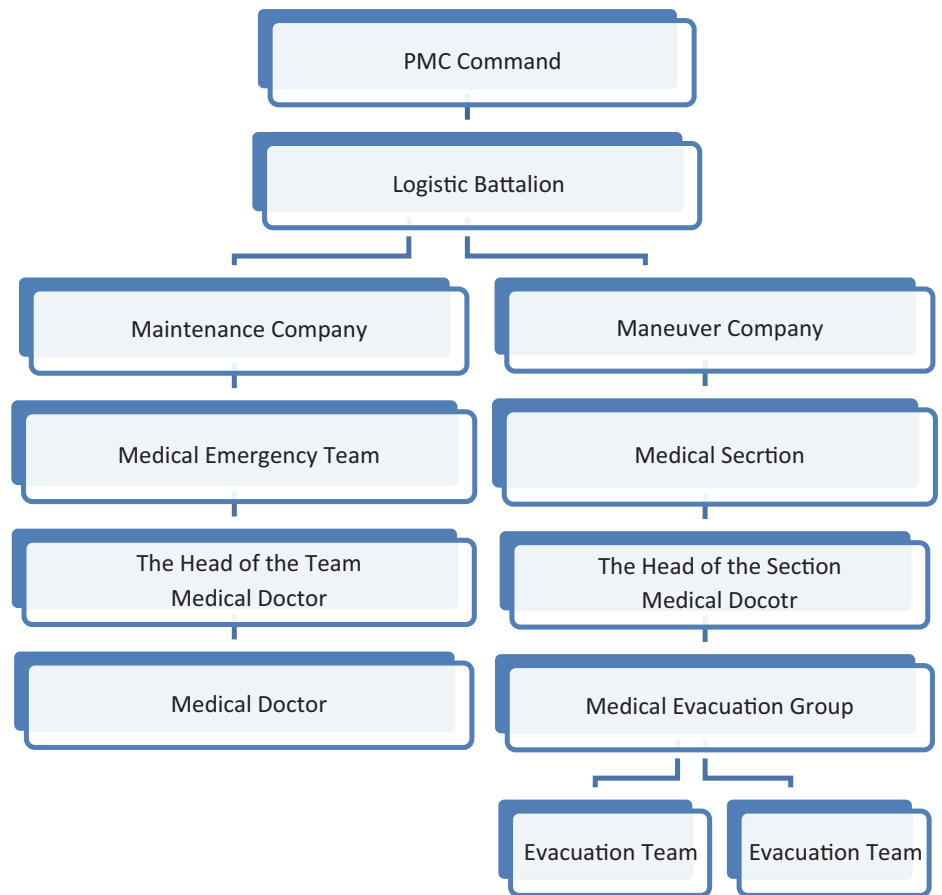 PMC Command
Logistic Battalion
Maintenance Company
Maneuver Company
Medical Emergency Team
Medical Secrtion
The Head of the Team
Medical Doctor
The Head of the Section
Medical Docotr
Medical Doctor
Medical Evacuation Group
Evacuation Team
Evacuation Team